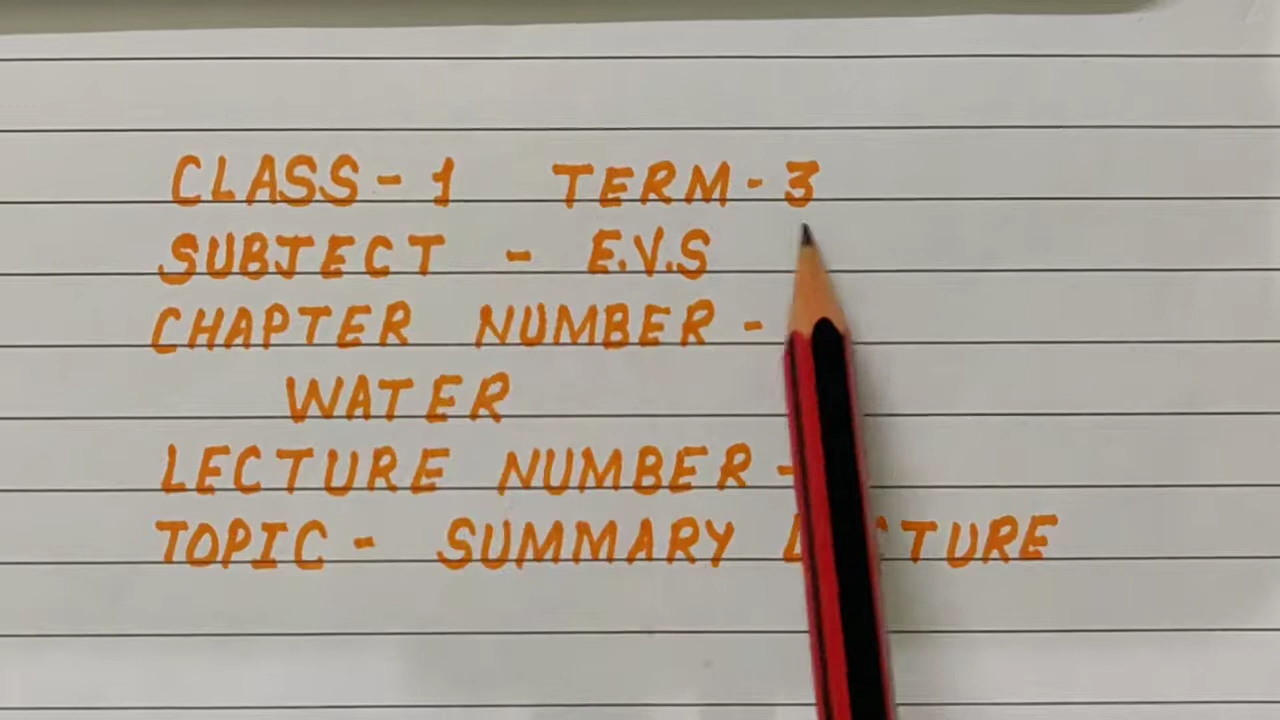 CLASS - 1 TERM - 3
SUBJECT - E.V.S
CHAPTER NUMBER -
WATER
LECTURE NUMBER -
TOPIC - SUMMARY